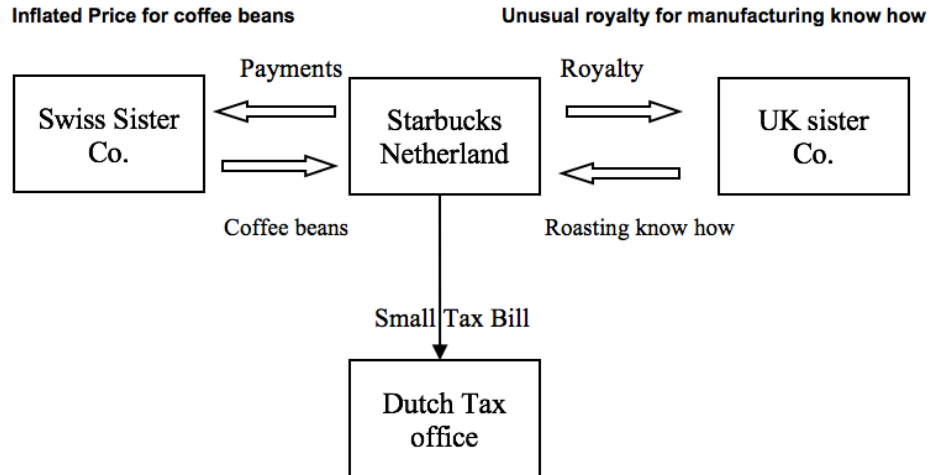 Inflated Price for coffee beans
Unusual royalty for manufacturing know how
Payments
Royalty
Swiss Sister
Co.
Starbucks
Netherland
UK sister
Co.
Coffee beans
Roasting know how
Small Tax Bill
Dutch Tax
office